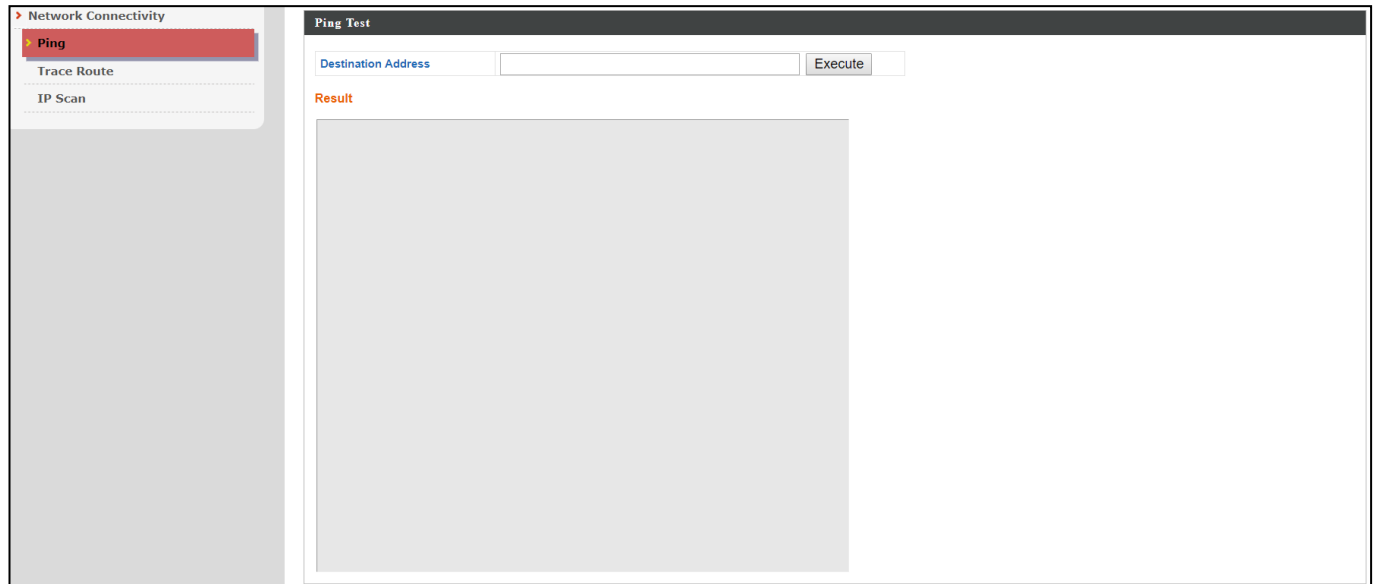 Network Connectivity
Ping
Trace Route
IP Scan
Ping Test
Destination Address Execute
Result